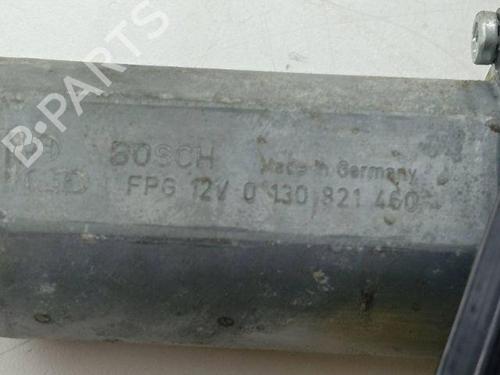 B-PARTS
BOSCH Made in Germany
FPG 12V 0 130 821 460